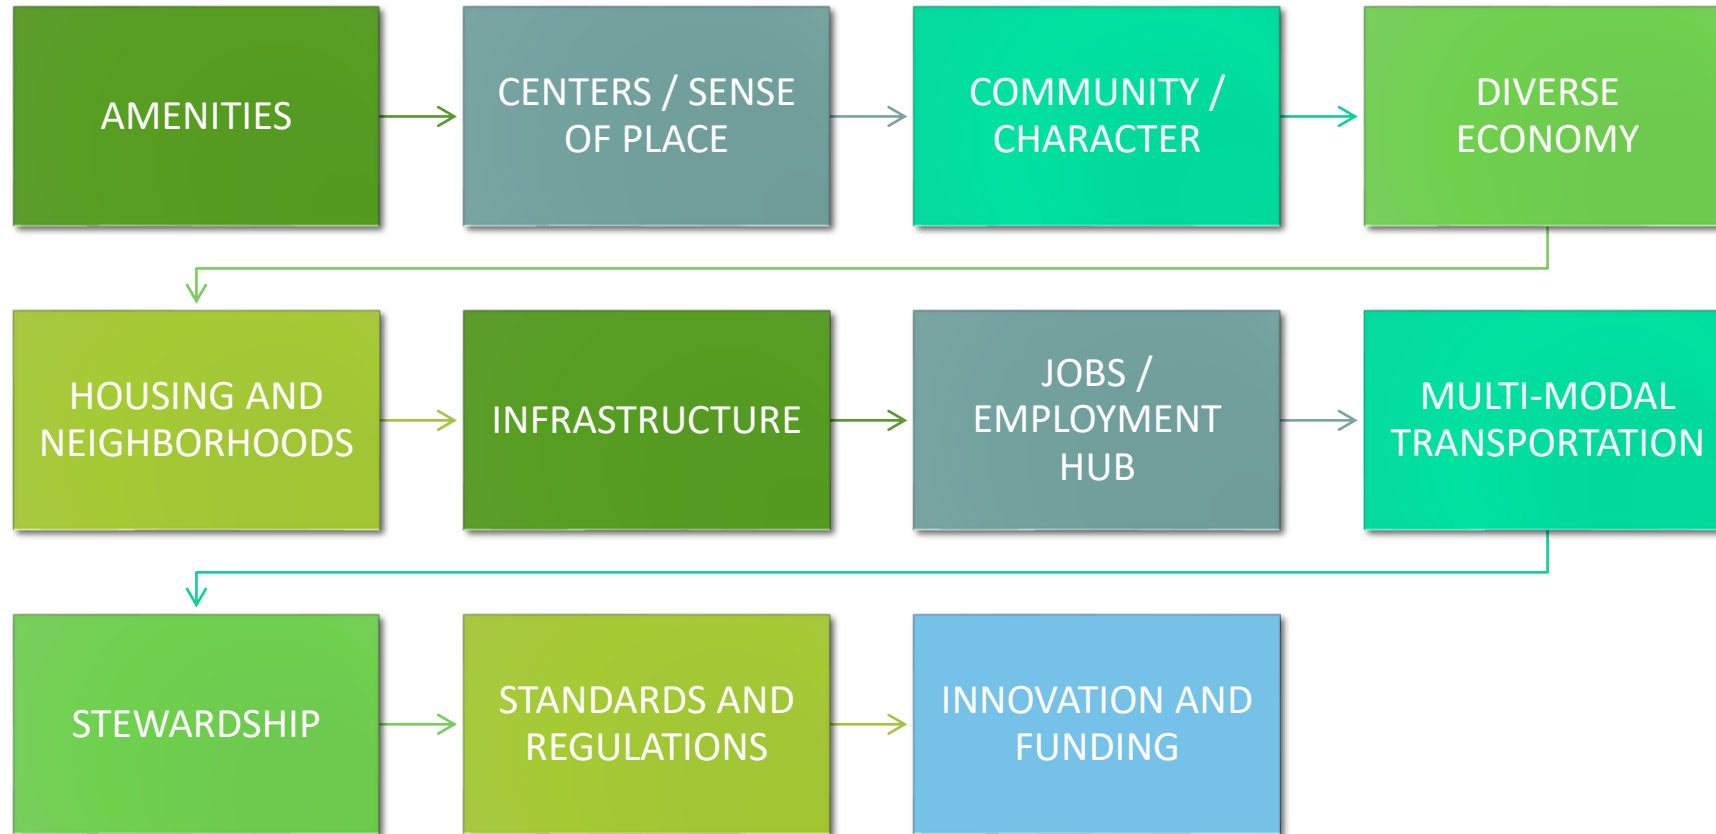 AMENITIES
CENTERS / SENSE
OF PLACE
COMMUNITY /
CHARACTER
DIVERSE
ECONOMY
HOUSING AND
NEIGHBORHOODS
INFRASTRUCTURE
JOBS /
EMPLOYMENT
HUB
MULTI-MODAL
TRANSPORTATION
STEWARDSHIP
STANDARDS AND
REGULATIONS
INNOVATION AND
FUNDING